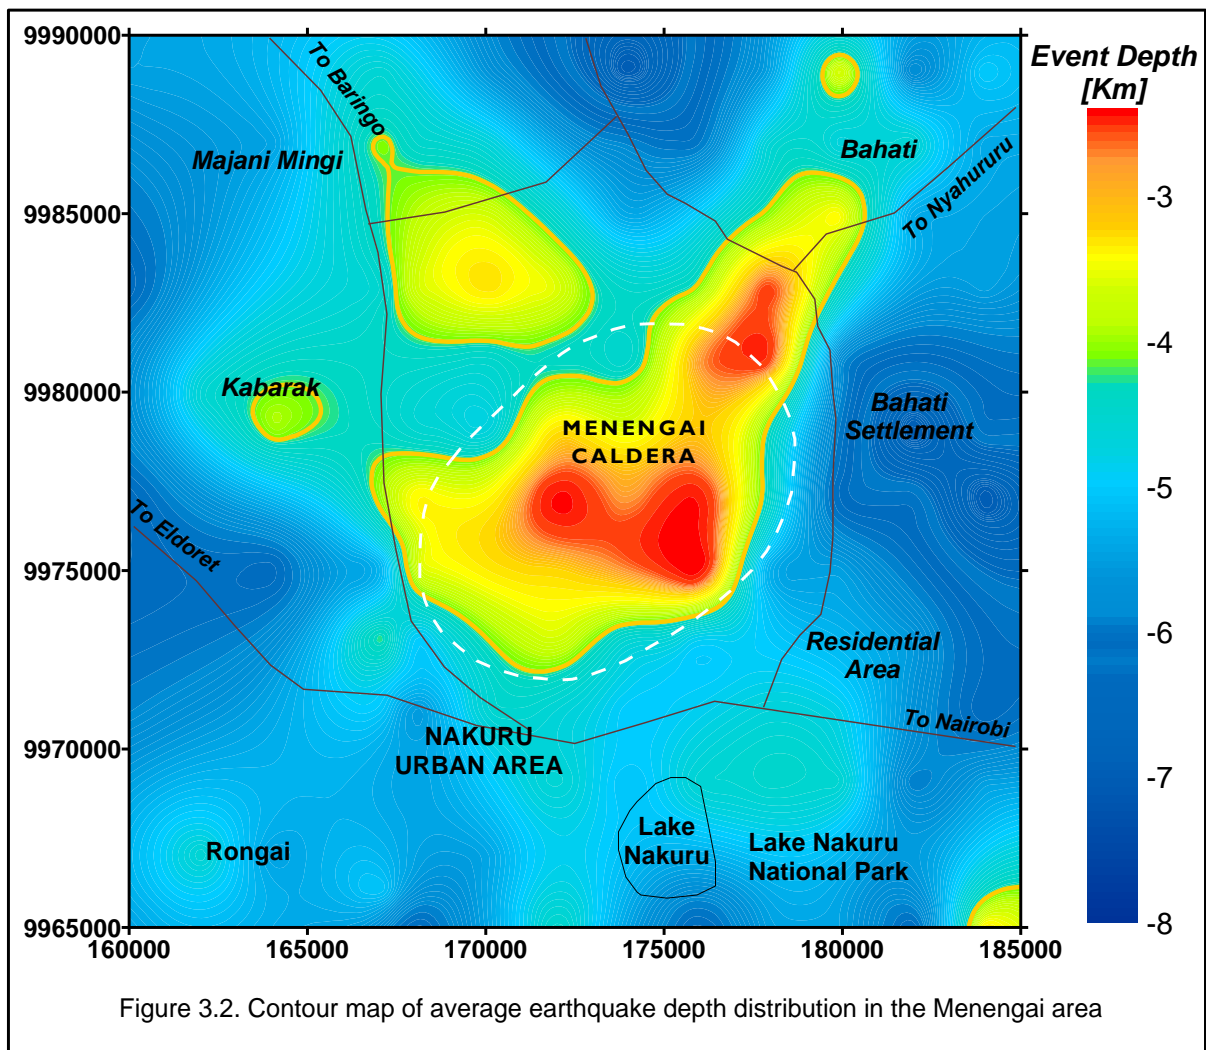 9990000
9985000
9980000
9975000
9970000
9965000
160000
165000
170000
175000
180000
185000
To Baringo
Majani Mingi
Bahati
To Nyahururu
Kabarak
MENENGAI
CALDERA
Bahati
Settlement
To Eldoret
Residential
Area
To Nairobi
NAKURU
URBAN AREA
Lake
Nakuru
Lake Nakuru
National Park
Rongai
Event Depth
[Km]
-3
-4
-5
-6
-7
-8
Figure 3.2. Contour map of average earthquake depth distribution in the Menengai area